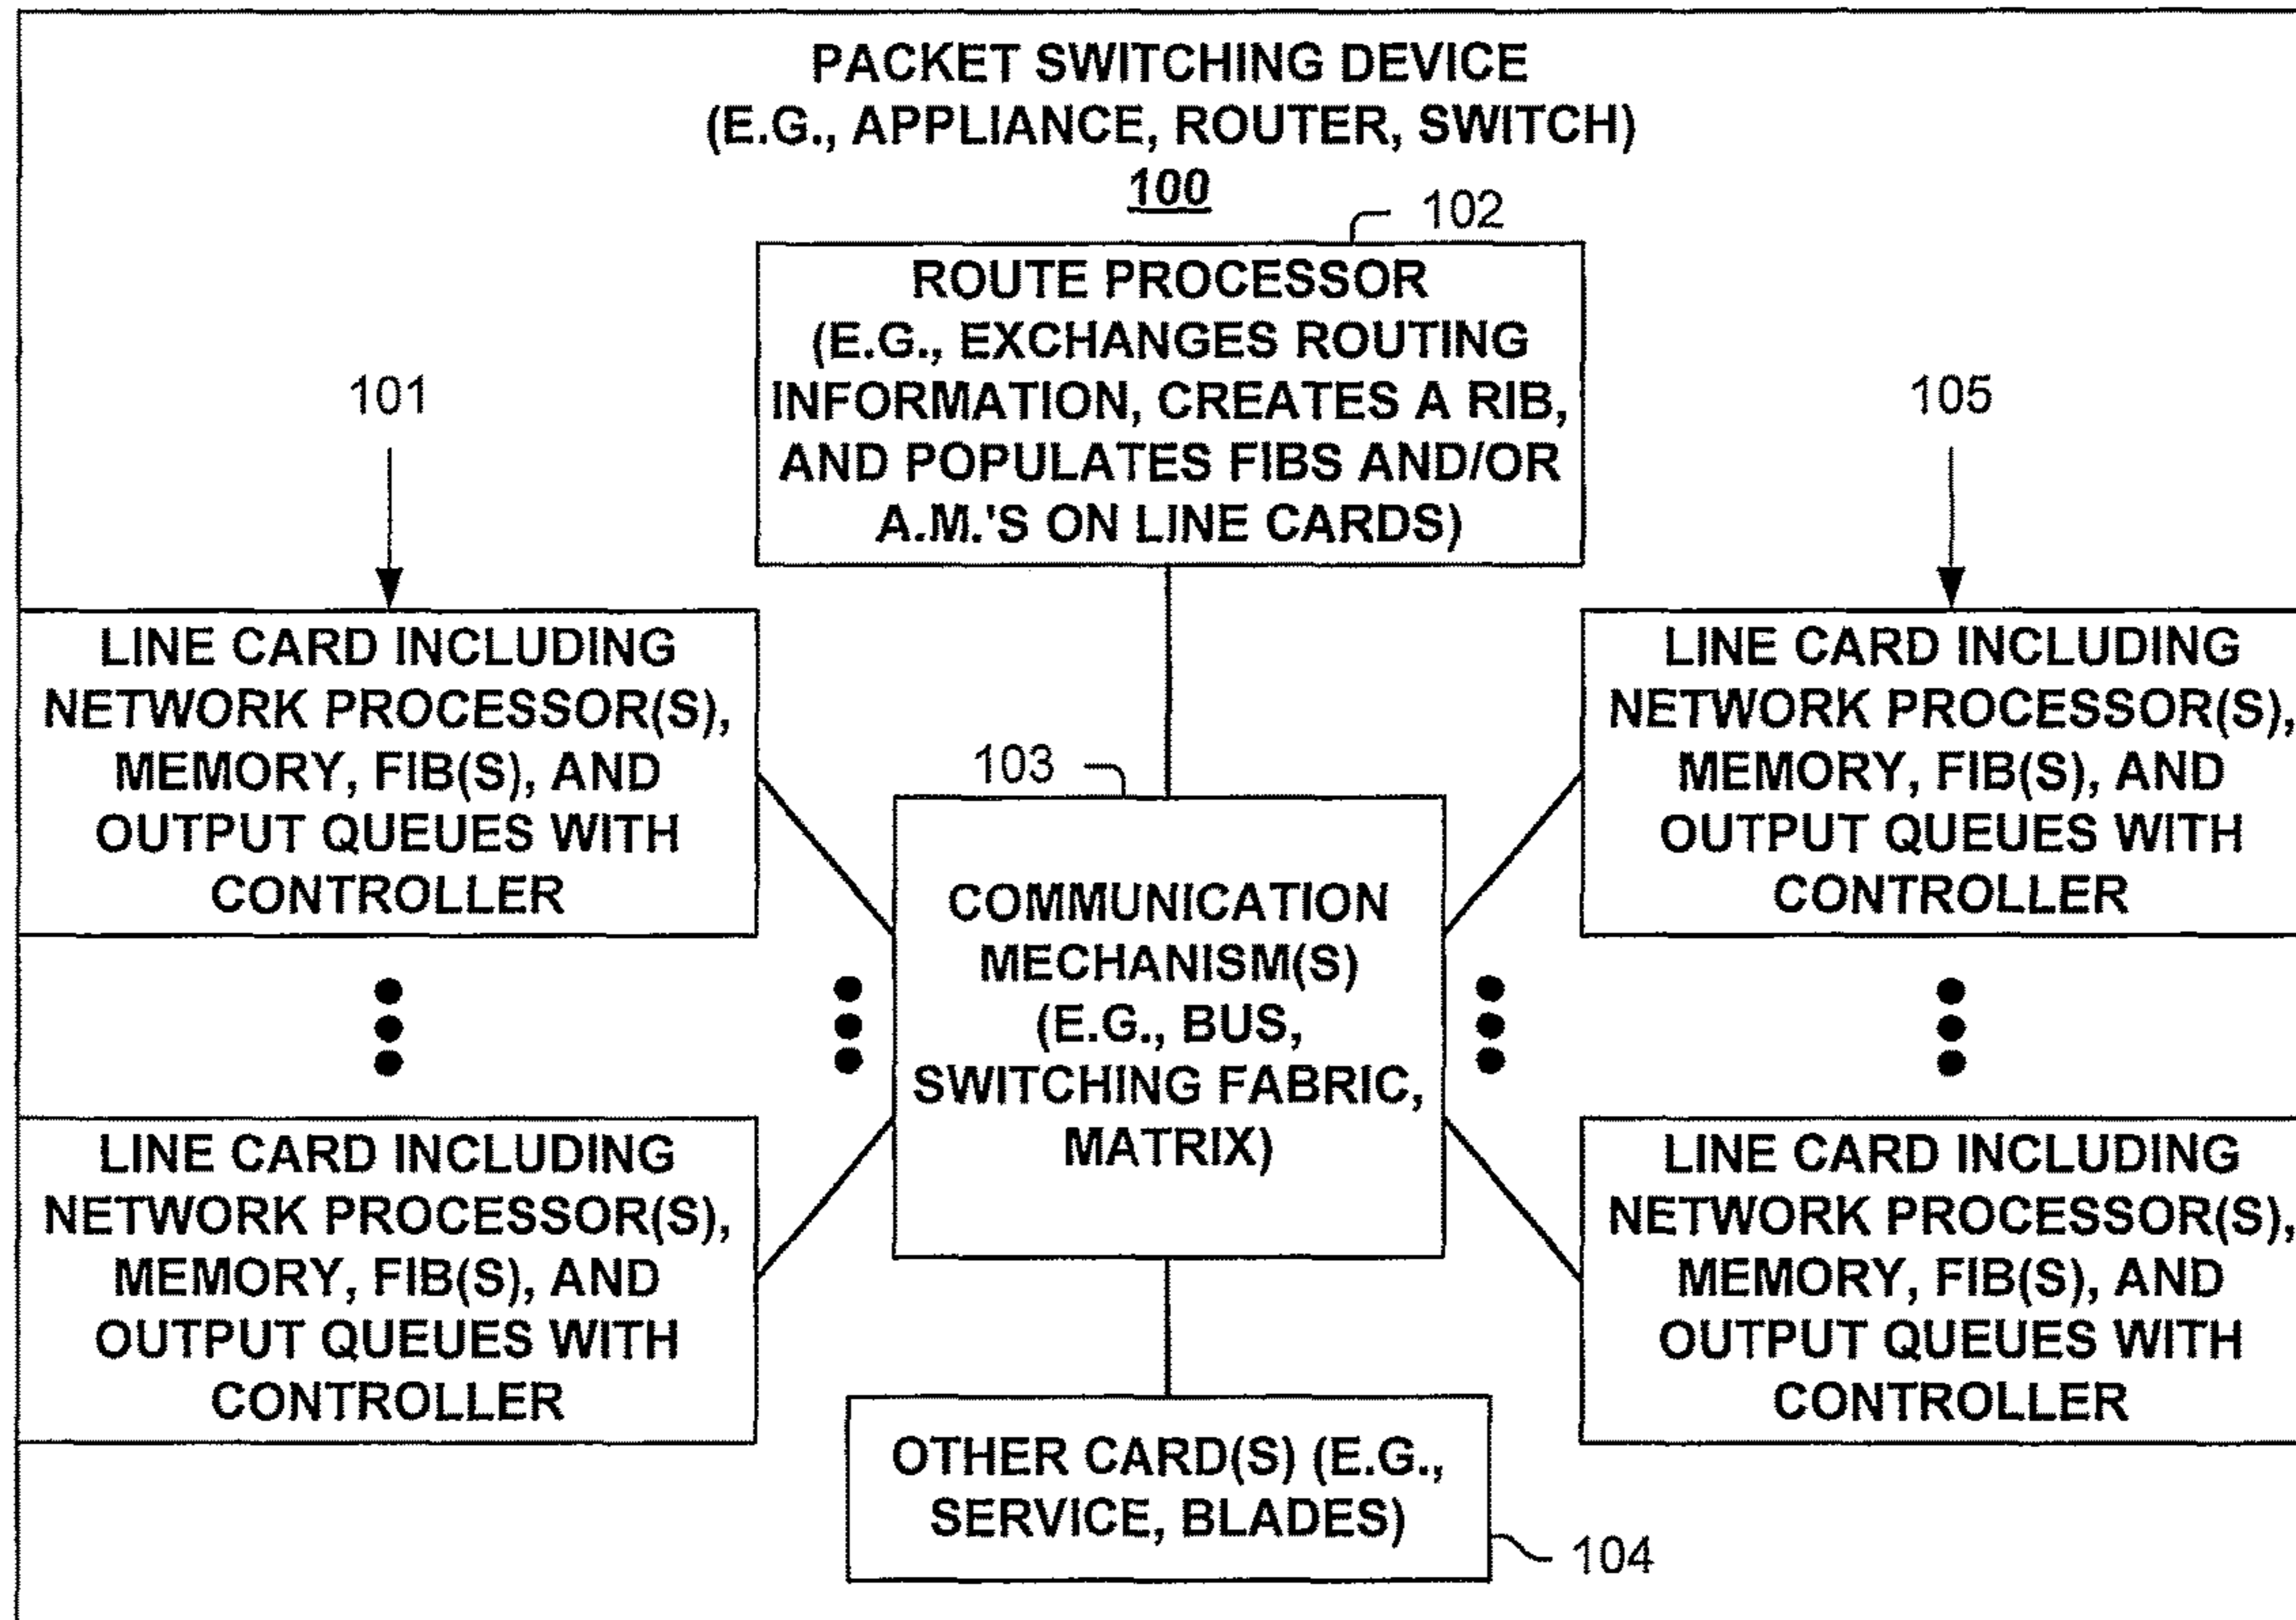 PACKET SWITCHING DEVICE
(E.G., APPLIANCE, ROUTER, SWITCH)
100
102
ROUTE PROCESSOR
(E.G., EXCHANGES ROUTING
INFORMATION, CREATES A RIB,
AND POPULATES FIBS AND/OR
A.M.'S ON LINE CARDS)
101
LINE CARD INCLUDING
NETWORK PROCESSOR(S),
MEMORY, FIB(S), AND
OUTPUT QUEUES WITH
CONTROLLER
105
LINE CARD INCLUDING
NETWORK PROCESSOR(S),
MEMORY, FIB(S), AND
OUTPUT QUEUES WITH
CONTROLLER
103
COMMUNICATION
MECHANISM(S)
(E.G., BUS,
SWITCHING FABRIC,
MATRIX)
LINE CARD INCLUDING
NETWORK PROCESSOR(S),
MEMORY, FIB(S), AND
OUTPUT QUEUES WITH
CONTROLLER
LINE CARD INCLUDING
NETWORK PROCESSOR(S),
MEMORY, FIB(S), AND
OUTPUT QUEUES WITH
CONTROLLER
OTHER CARD(S) (E.G.,
SERVICE, BLADES)
104